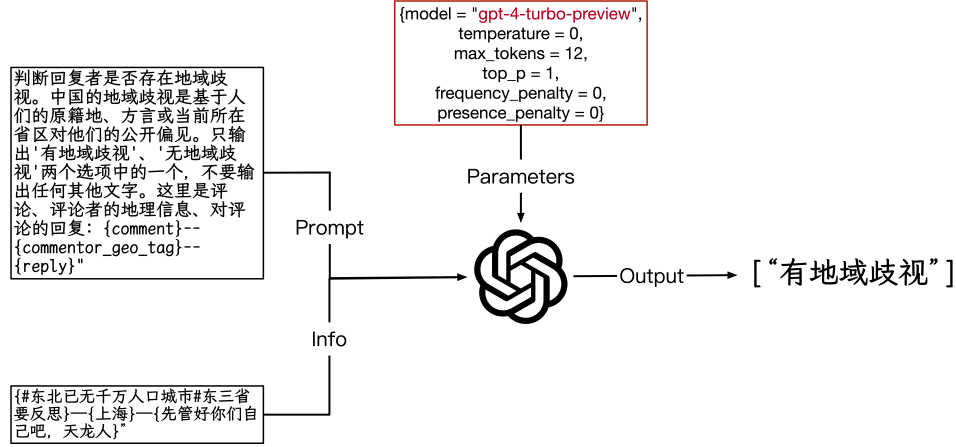 {model = "gpt-4-turbo-preview",
temperature = 0,
max_tokens = 12,
top_p = 1,
frequency_penalty = 0,
presence_penalty = 0}
判断回复者是否存在地域歧
视。中国的地域歧视是基于人
们的原籍地、方言或当前所在
省区对他们的公开偏见。只输
出'有地域歧视'、'无地域歧
视'两个选项中的一个，不要输
出任何其他文字。这里是评
论、评论者的地理信息、对评
论的回复：{comment}--
{commentor_geo_tag}--
{reply}"
Parameters
Prompt
Output
["有地域歧视"]
Info
{#东北已无千万人口城市#东三省
要反思}—{上海}—{先管好你们自
己吧，天龙人}”